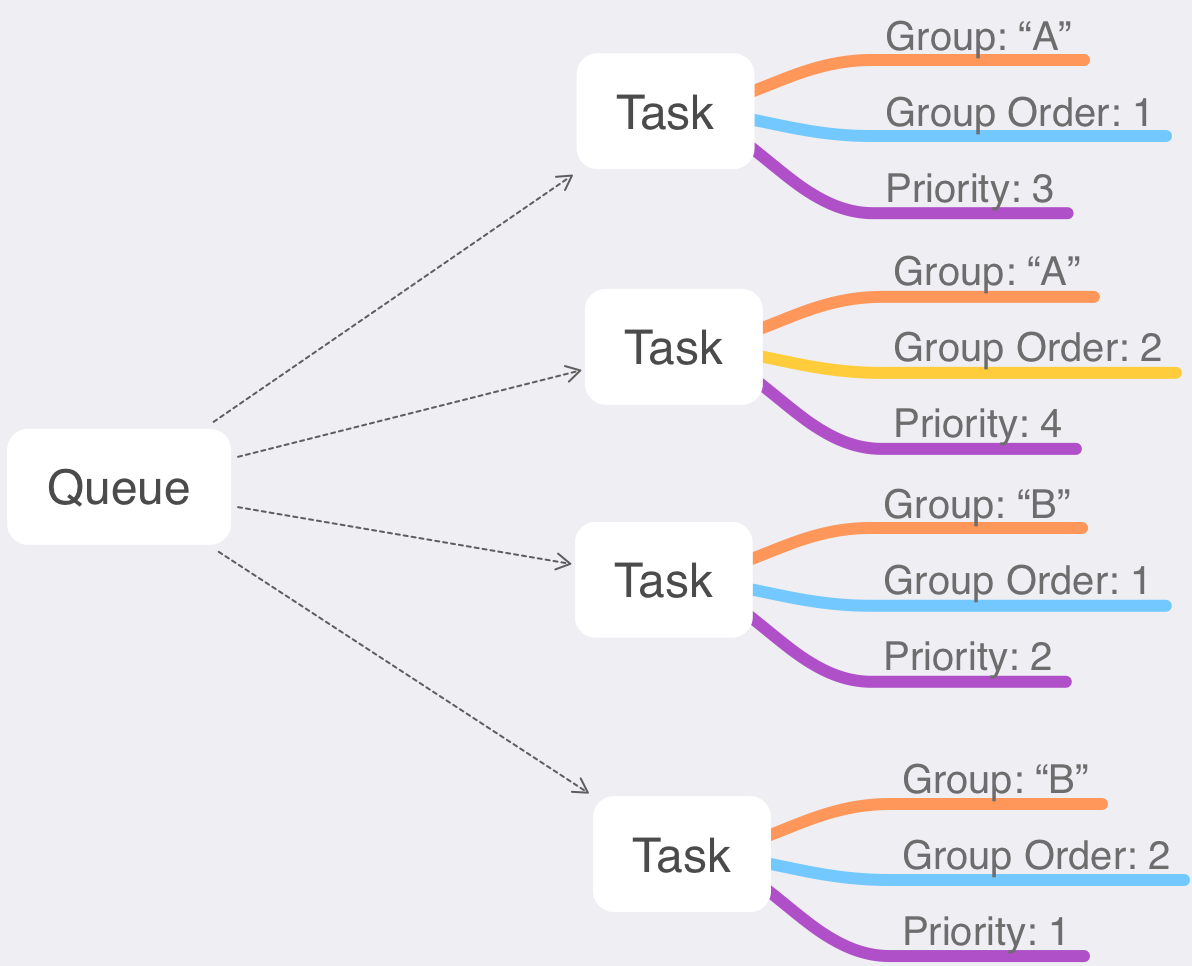 Group: “A”
Task
Group Order: 1
Priority: 3
Group: “A”
Task
Group Order: 2
Priority: 4
Queue
Group: “B”
Task
Group Order: 1
Priority: 2
Group: “B”
Task
Group Order: 2
Priority: 1